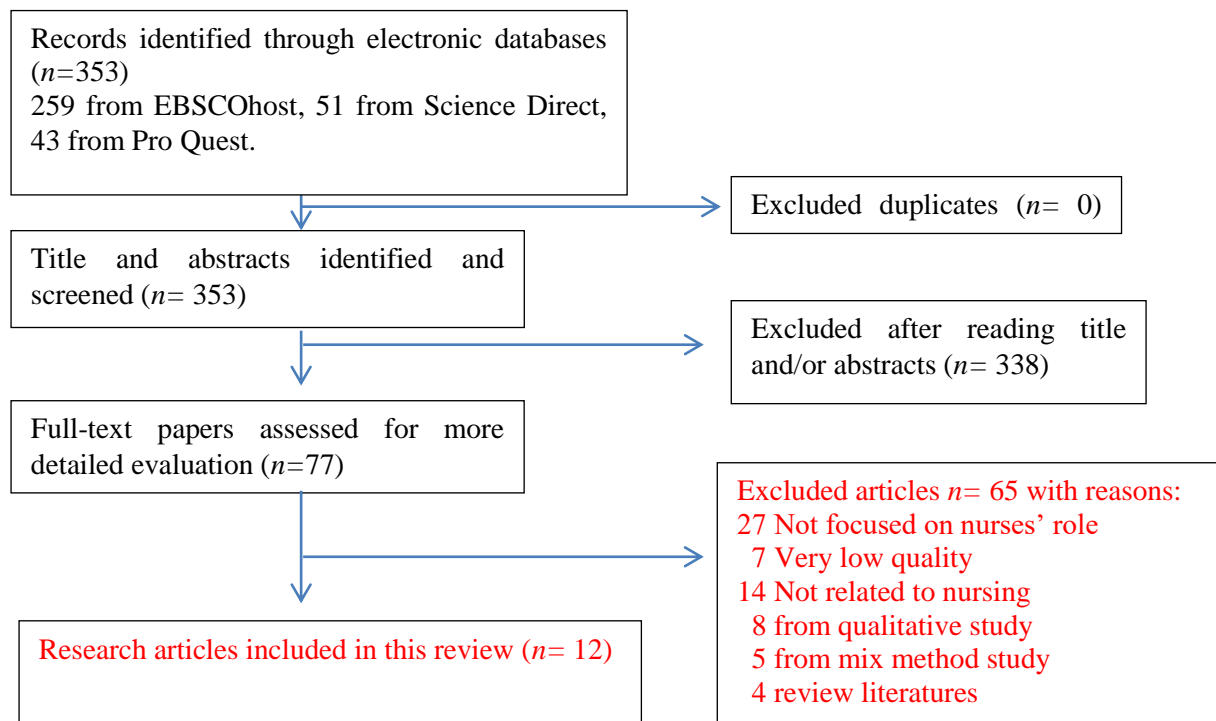 Records identified through electronic databases
(n=353)
259 from EBSCOhost, 51 from Science Direct,
43 from Pro Quest.
Excluded duplicates (n= 0)
Title and abstracts identified and
screened (n= 353)
Excluded after reading title
and/or abstracts (n= 338)
Full-text papers assessed for more
detailed evaluation (n=77)
Excluded articles n= 65 with reasons:
27 Not focused on nurses’ role
7 Very low quality
14 Not related to nursing
8 from qualitative study
5 from mix method study
4 review literatures
Research articles included in this review (n= 12)